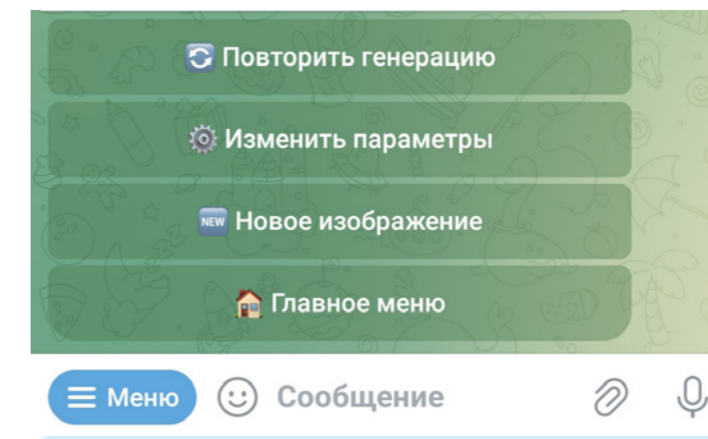 🔄 Повторить генерацию
⚙️ Изменить параметры
🆕 Новое изображение
🏠 Главное меню
Меню
Сообщение